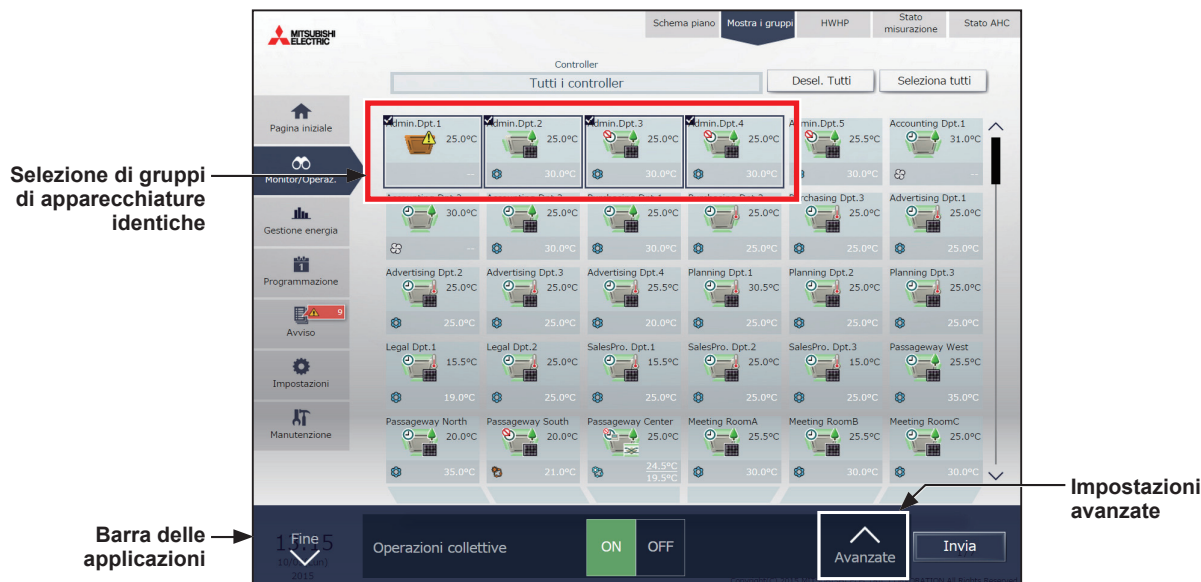 MITSUBISHI
ELECTRIC
Schema piano
Mostra i gruppi
HWHP
Stato
misurazione
Stato AHC
Controller
Tutti i controller
Desel. Tutti
Seleziona tutti
Pagina iniziale
Monitor/Operaz.
Gestione energia
1
Programmazione
9
Avviso
Impostazioni
Manutenzione
Selezione di gruppi
di apparecchiature
identiche
Admin.Dpt.1 Admin.Dpt.2 Admin.Dpt.3 Admin.Dpt.4 Admin.Dpt.5 Accounting Dpt.1
25.0°C 25.0°C 25.0°C 25.0°C 25.5°C 31.0°C
-- 30.0°C 30.0°C 30.0°C 30.0°C --
Purchasing Dpt.3 Advertising Dpt.1
30.0°C 25.0°C 25.0°C 25.0°C 25.0°C 25.0°C
-- 30.0°C 30.0°C 25.0°C 25.0°C 25.0°C
Advertising Dpt.2 Advertising Dpt.3 Advertising Dpt.4 Planning Dpt.1 Planning Dpt.2 Planning Dpt.3
25.0°C 25.0°C 25.5°C 30.5°C 25.0°C 25.0°C
25.0°C 25.0°C 20.0°C 25.0°C 25.0°C 25.0°C
Legal Dpt.1 Legal Dpt.2 SalesPro. Dpt.1 SalesPro. Dpt.2 SalesPro. Dpt.3 Passageway West
15.5°C 25.0°C 15.5°C 25.0°C 15.0°C 25.5°C
19.0°C 25.0°C 25.0°C 25.0°C 25.0°C 35.0°C
Passageway North Passageway South Passageway Center Meeting RoomA Meeting RoomB Meeting RoomC
20.0°C 20.0°C 25.0°C 25.5°C 25.5°C 25.0°C
35.0°C 21.0°C 24.5°C 30.0°C 30.0°C 30.0°C
19.5°C
Impostazioni
avanzate
Barra delle
applicazioni
Fine
2015
Operazioni collettive
ON
OFF
Avanzate
Invia